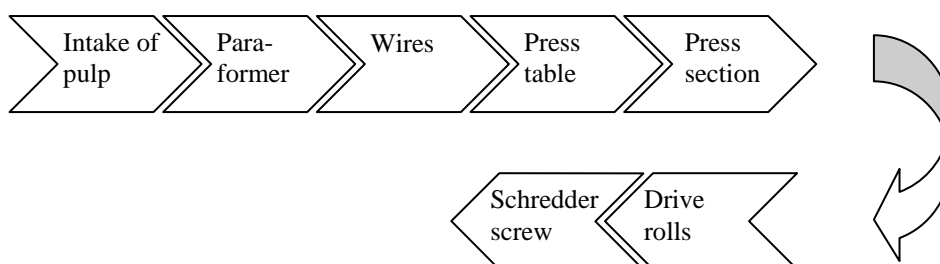 Intake of
pulp
Para-
former
Wires
Press
table
Press
section
Drive
rolls
Schredder
screw